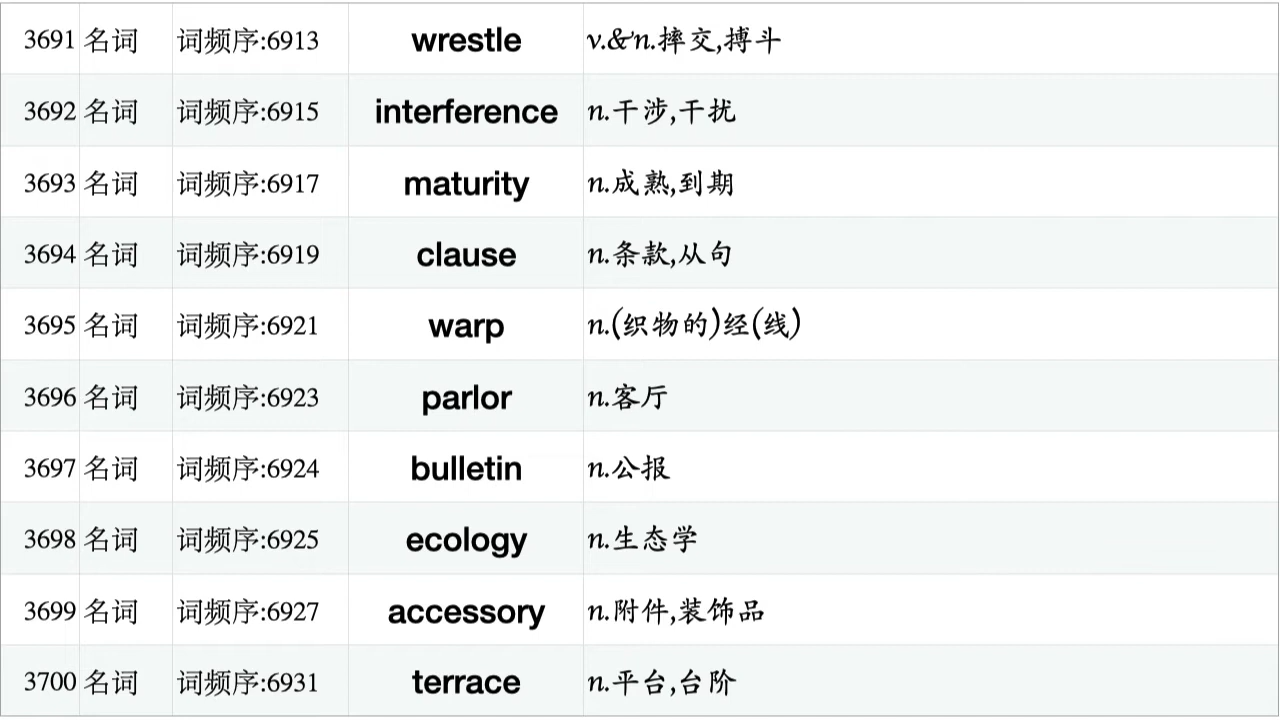 3691 名词 词频序:6913 wrestle v.&n.摔交,搏斗
3692 名词 词频序:6915 interference n.干涉,干扰
3693 名词 词频序:6917 maturity n.成熟,到期
3694 名词 词频序:6919 clause n.条款,从句
3695 名词 词频序:6921 warp n.(织物的)经(线)
3696 名词 词频序:6923 parlor n.客厅
3697 名词 词频序:6924 bulletin n.公报
3698 名词 词频序:6925 ecology n.生态学
3699 名词 词频序:6927 accessory n.附件,装饰品
3700 名词 词频序:6931 terrace n.平台,台阶